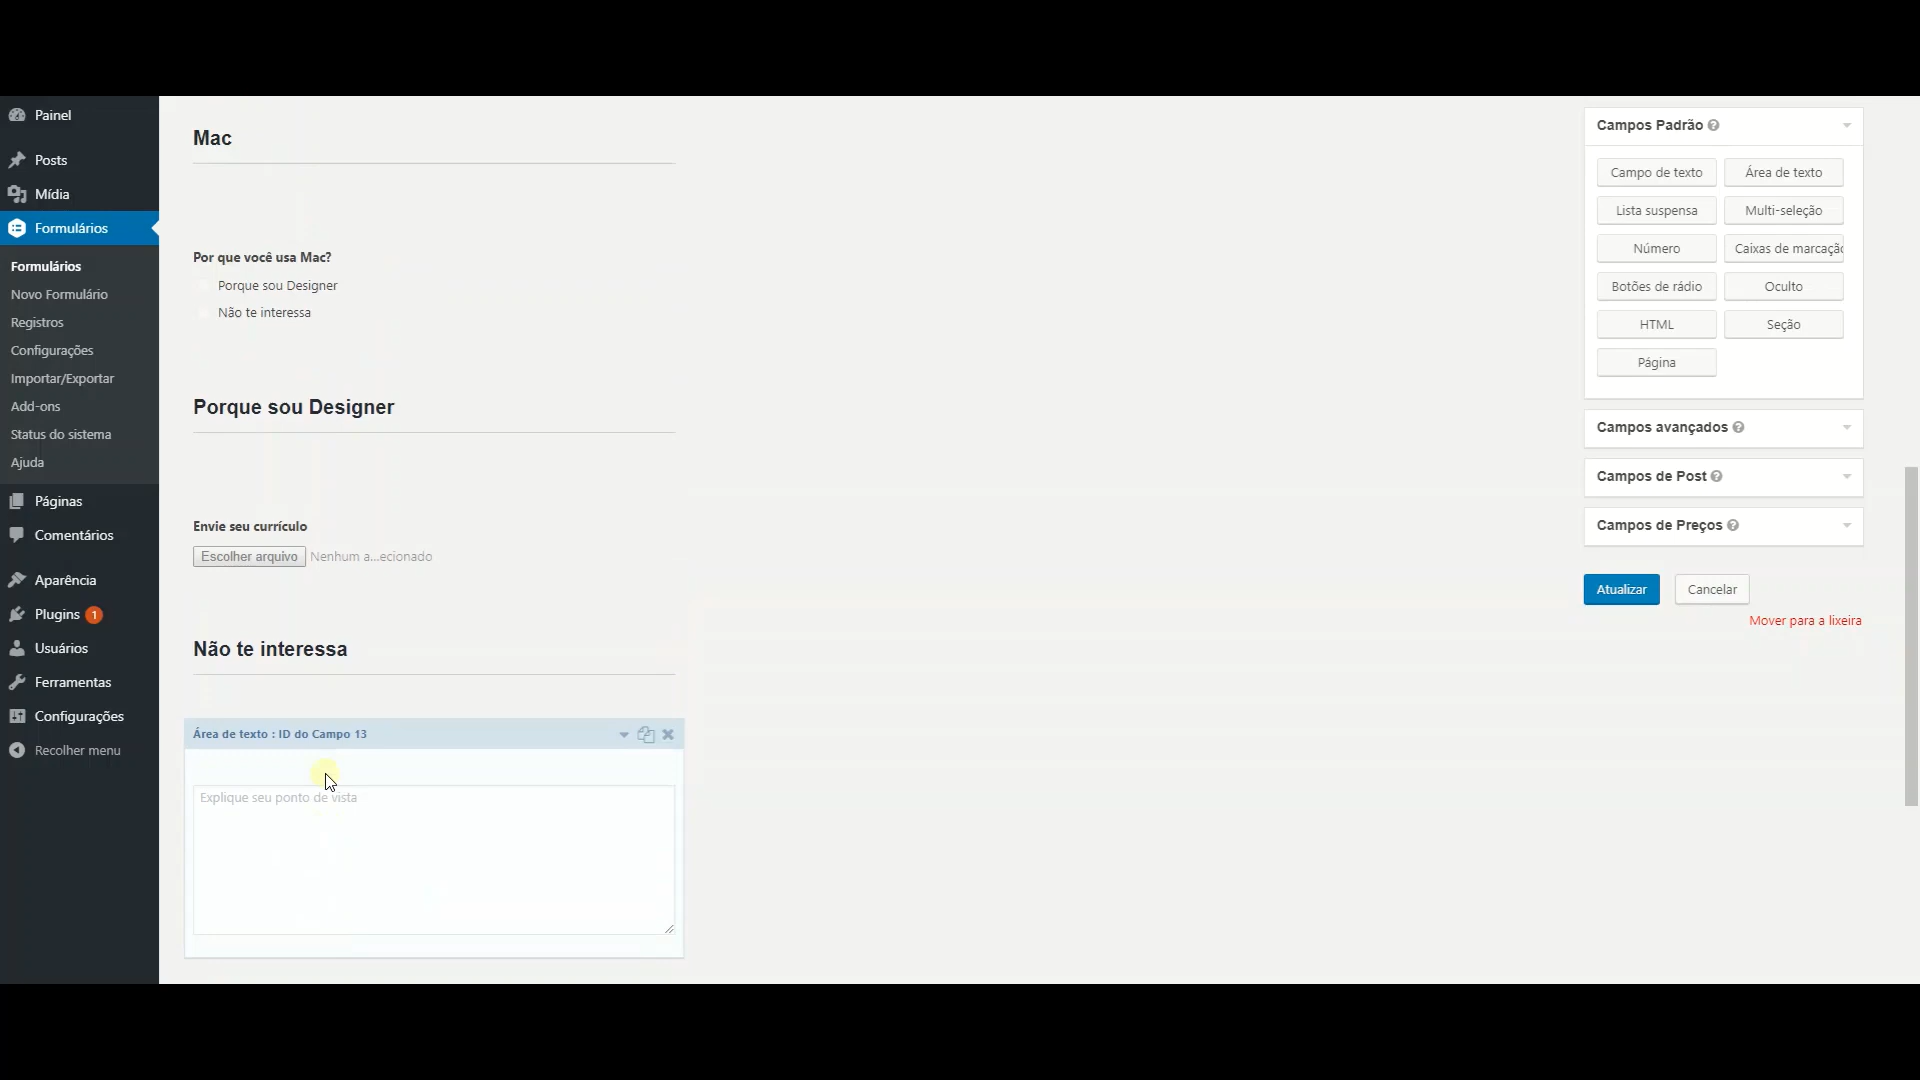 Painel
Posts
Mídia
Formulários
Formulários
Novo Formulário
Registros
Configurações
Importar/Exportar
Add-ons
Status do sistema
Ajuda
Páginas
Comentários
Aparência
Plugins 1
Usuários
Ferramentas
Configurações
Recolher menu
Mac
Por que você usa Mac?
Porque sou Designer
Não te interessa
Porque sou Designer
Envie seu currículo
Escolher arquivo Nenhum a...ecionado
Não te interessa
Área de texto : ID do Campo 13
Explique seu ponto de vista
Campos Padrão
Campo de texto Área de texto
Lista suspensa Multi-seleção
Número Caixas de marcaçã
Botões de rádio Oculto
HTML Seção
Página
Campos avançados
Campos de Post
Campos de Preços
Atualizar Cancelar
Mover para a lixeira